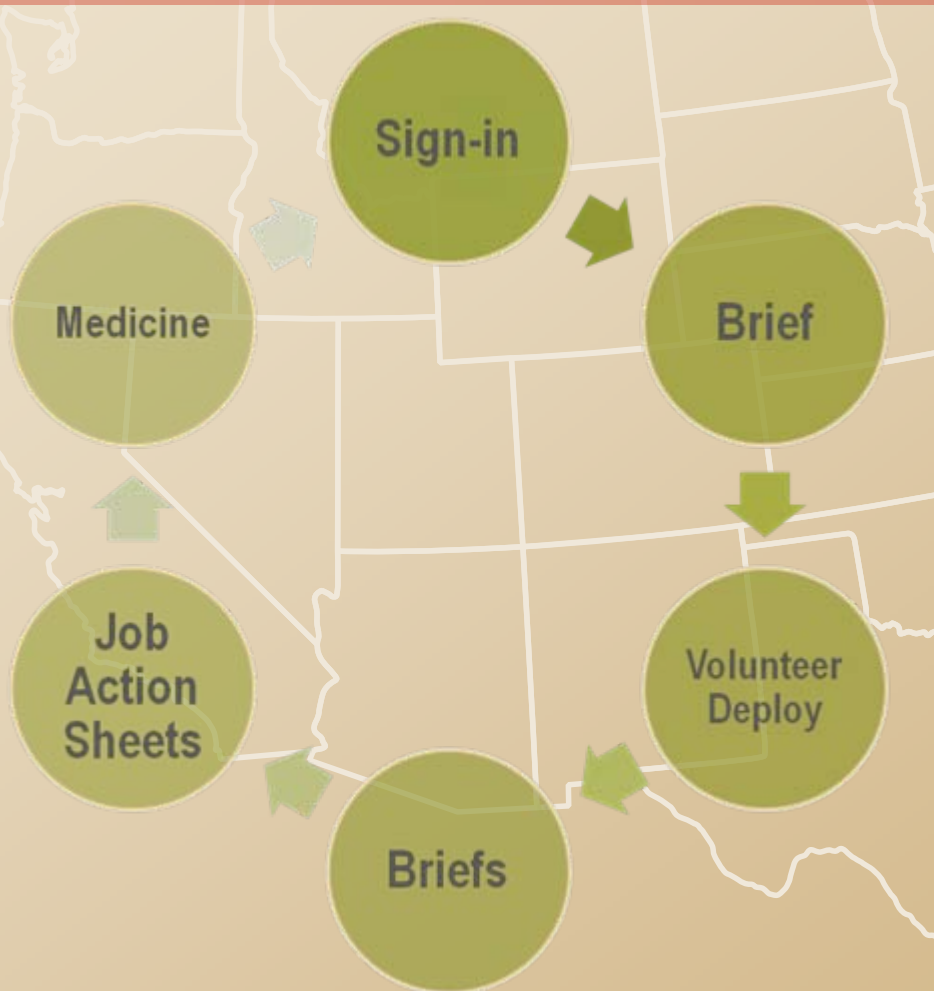 Sign-in
Brief
Volunteer
Deploy
Briefs
Job
Action
Sheets
Medicine